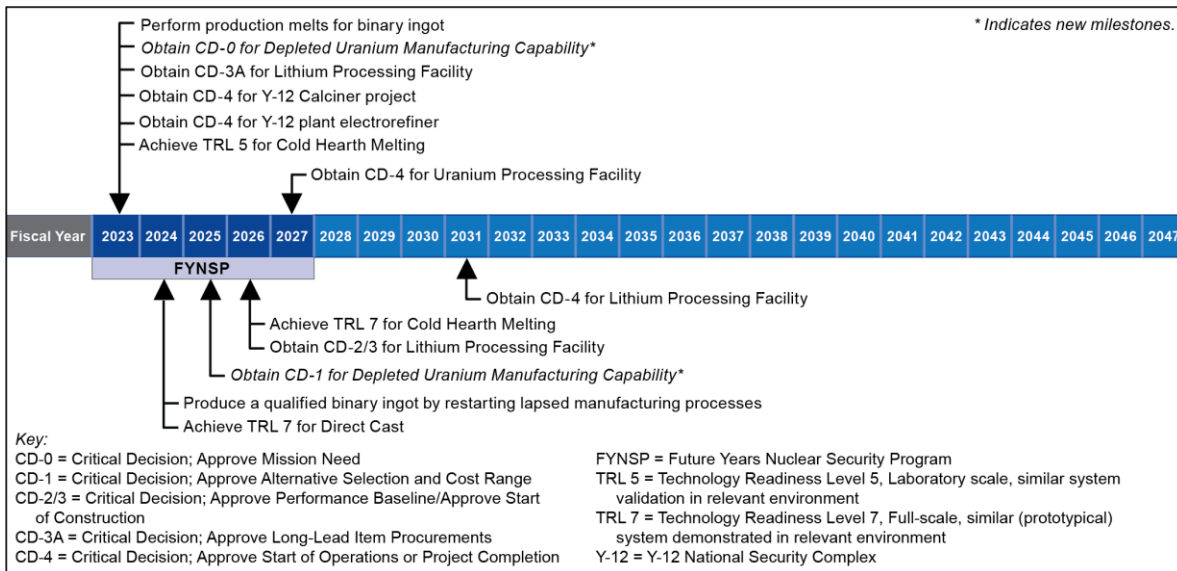 Perform production melts for binary ingot
* Indicates new milestones.
Obtain CD-0 for Depleted Uranium Manufacturing Capability*
Obtain CD-3A for Lithium Processing Facility
Obtain CD-4 for Y-12 Calciner project
Obtain CD-4 for Y-12 plant electrorefiner
Achieve TRL 5 for Cold Hearth Melting
Obtain CD-4 for Uranium Processing Facility
Fiscal Year 2023 2024 2025 2026 2027 2028 2029 2030 2031 2032 2033 2034 2035 2036 2037 2038 2039 2040 2041 2042 2043 2044 2045 2046 2047
FYNSP
Obtain CD-4 for Lithium Processing Facility
Achieve TRL 7 for Cold Hearth Melting
Obtain CD-2/3 for Lithium Processing Facility
Obtain CD-1 for Depleted Uranium Manufacturing Capability*
Produce a qualified binary ingot by restarting lapsed manufacturing processes
Achieve TRL 7 for Direct Cast
Key:
CD-0 = Critical Decision; Approve Mission Need
CD-1 = Critical Decision; Approve Alternative Selection and Cost Range
CD-2/3 = Critical Decision; Approve Performance Baseline/Approve Start
of Construction
CD-3A = Critical Decision; Approve Long-Lead Item Procurements
CD-4 = Critical Decision; Approve Start of Operations or Project Completion
FYNSP = Future Years Nuclear Security Program
TRL 5 = Technology Readiness Level 5, Laboratory scale, similar system
validation in relevant environment
TRL 7 = Technology Readiness Level 7, Full-scale, similar (prototypical)
system demonstrated in relevant environment
Y-12 = Y-12 National Security Complex